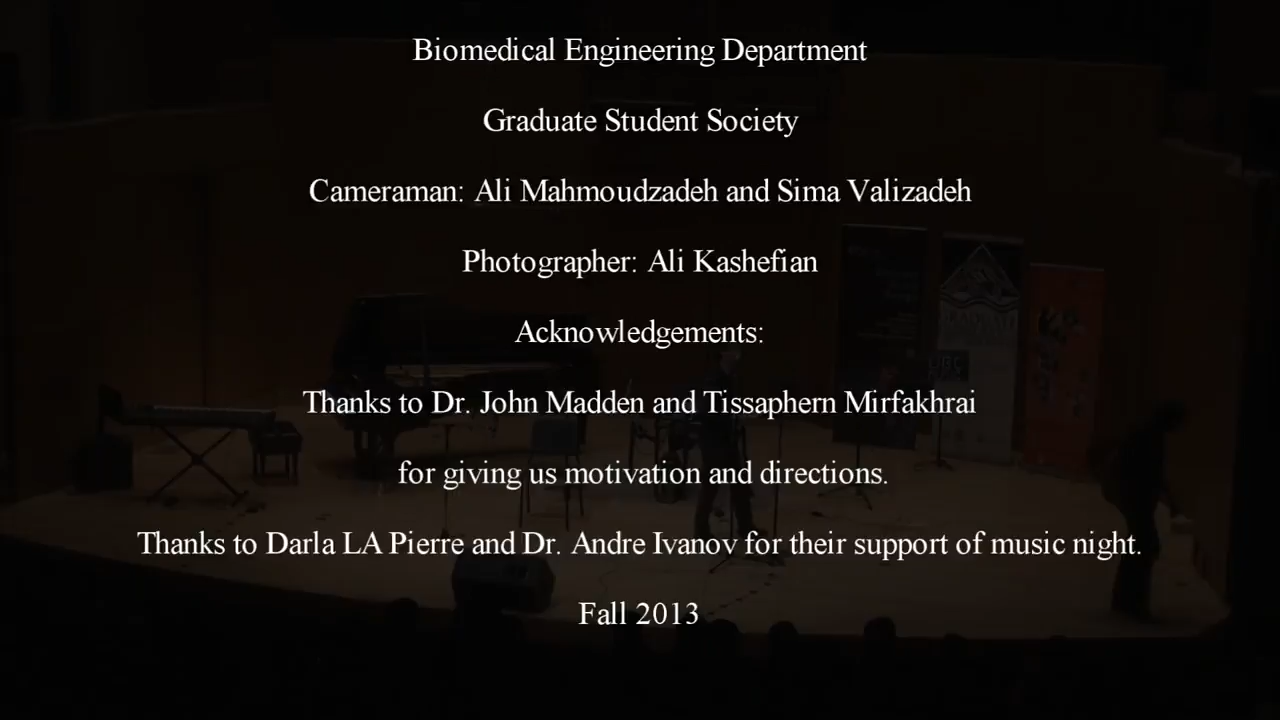 Biomedical Engineering Department
Graduate Student Society
Cameraman: Ali Mahmoudzadeh and Sima Valizadeh
Photographer: Ali Kashefian
Acknowledgements:
Thanks to Dr. John Madden and Tissaphern Mirfakhrai
for giving us motivation and directions.
Thanks to Darla LA Pierre and Dr. Andre Ivanov for their support of music night.
Fall 2013